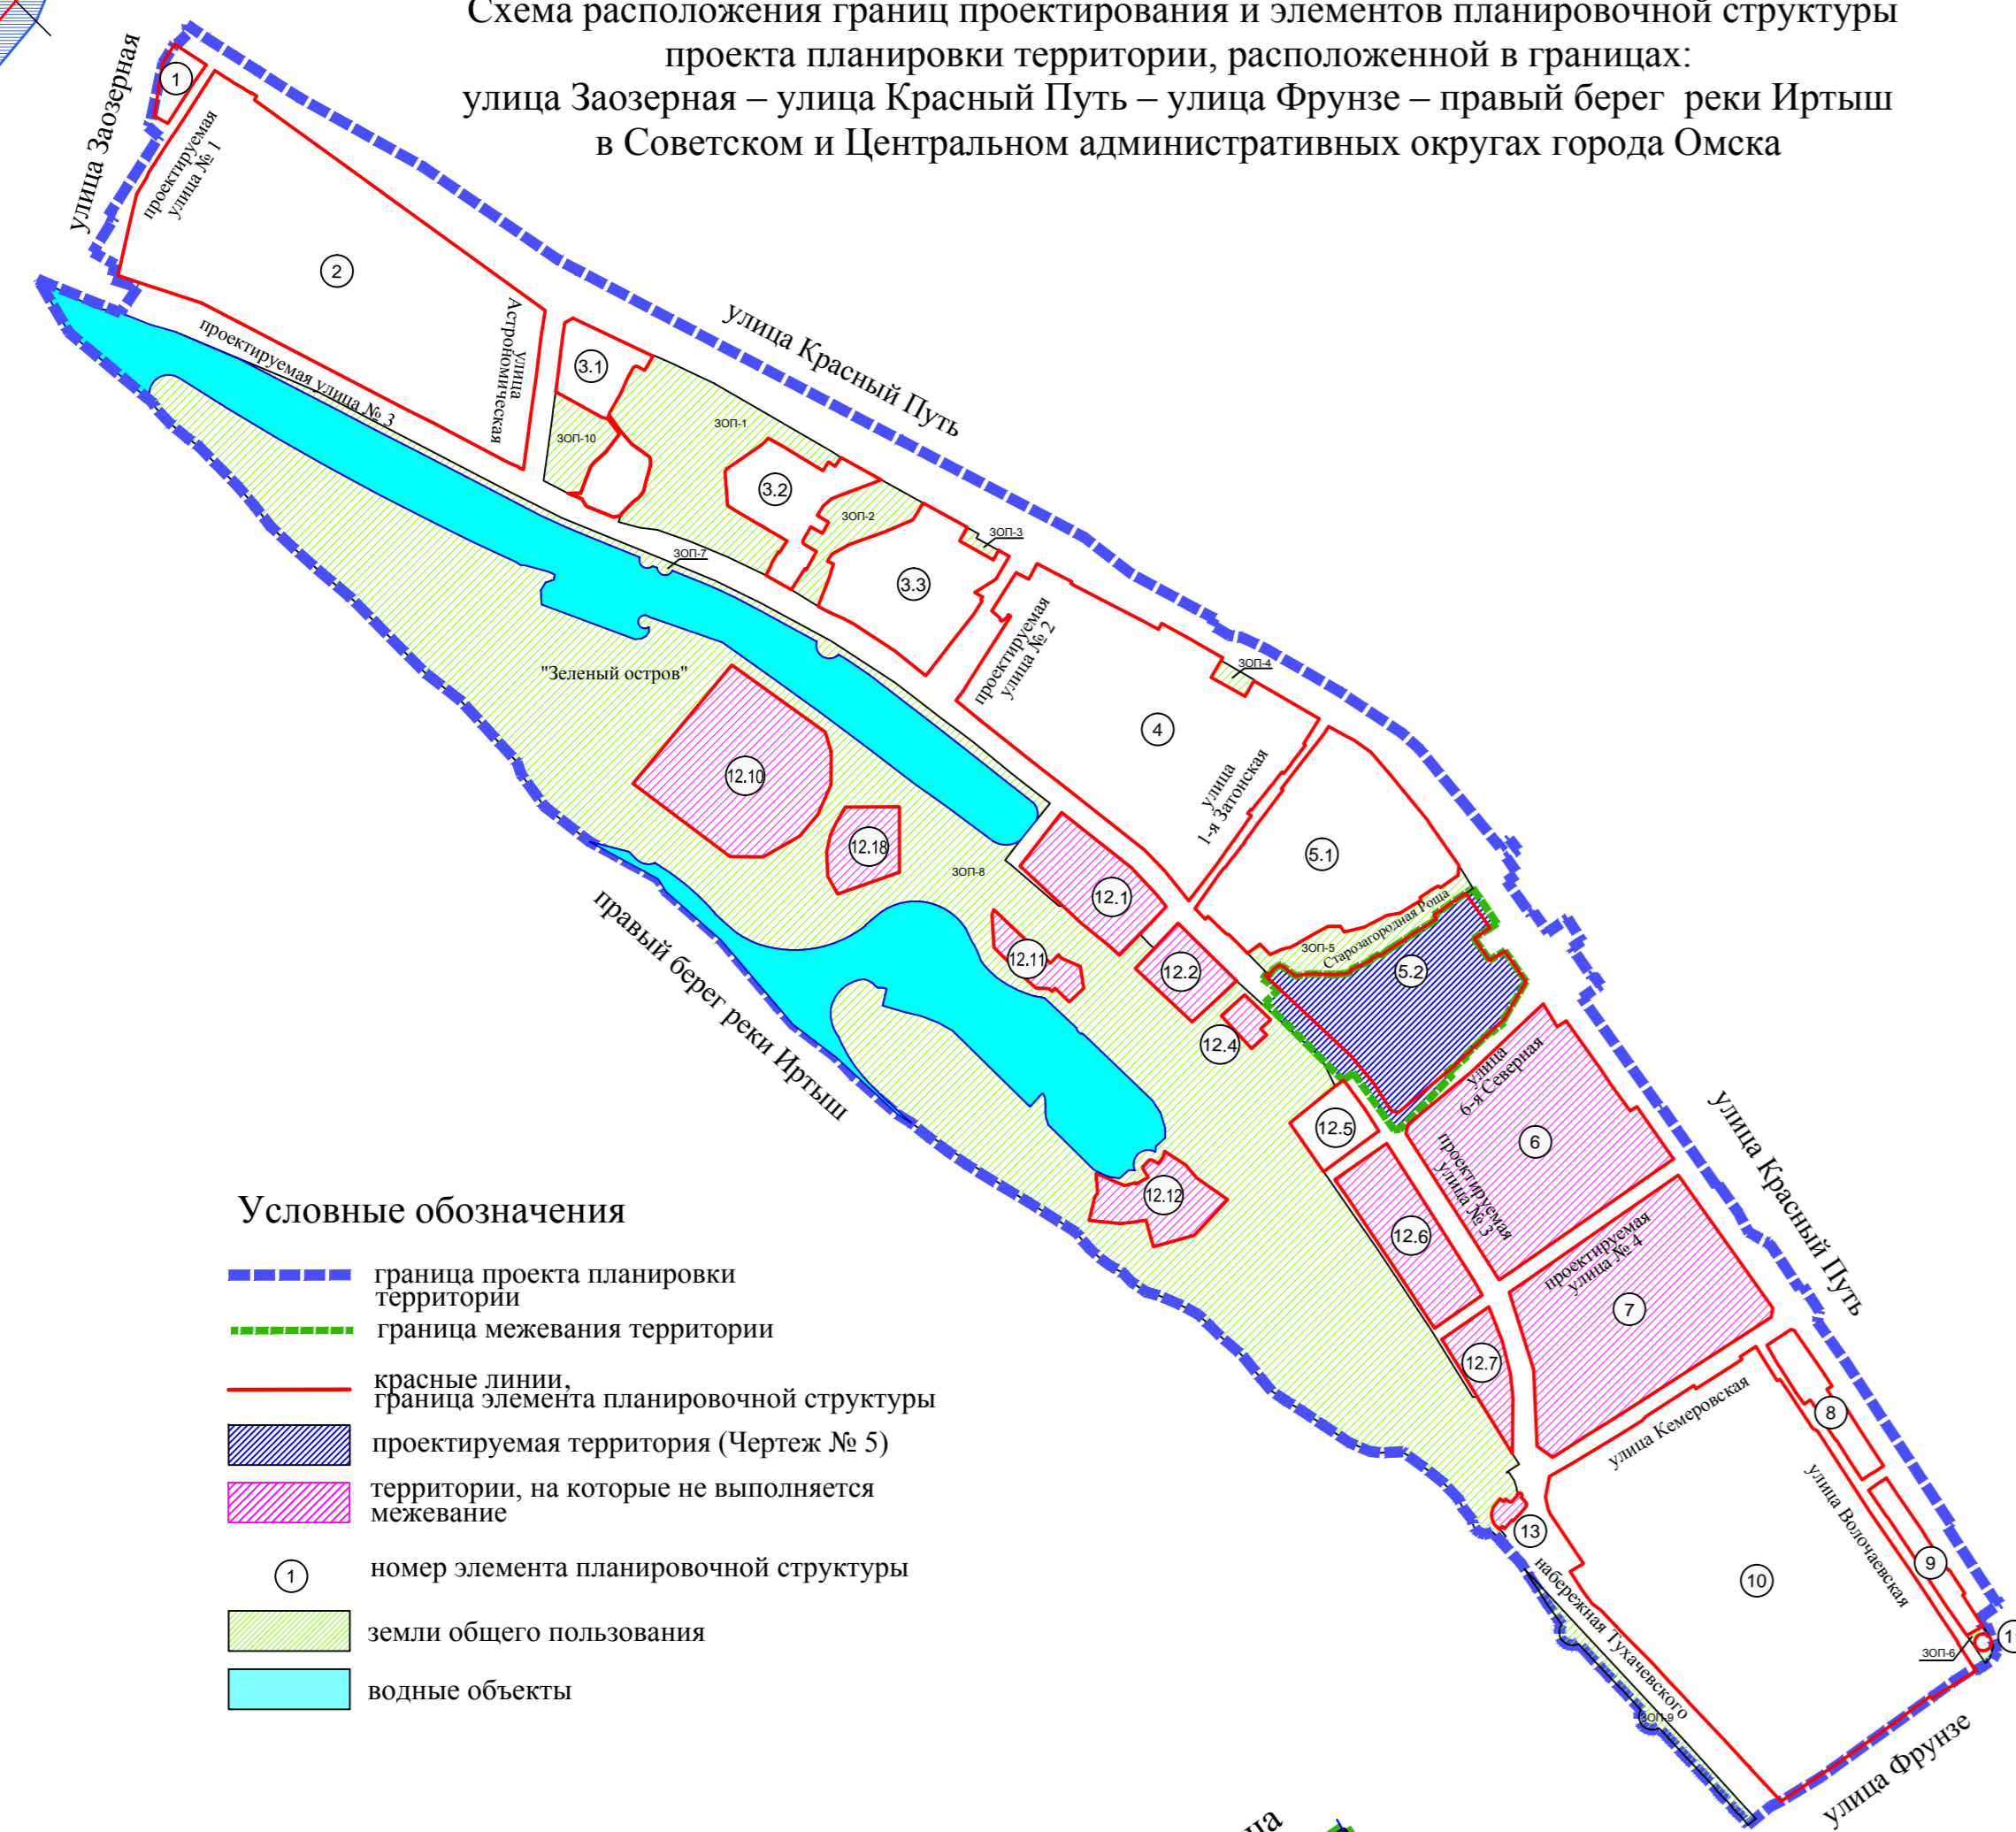 Схема расположения границ проектирования и элементов планировочной структуры
проекта планировки территории, расположенной в границах:
улица Заозерная – улица Красный Путь – улица Фрунзе – правый берег реки Иртыш
в Советском и Центральном административных округах города Омска
улица Заозерная
1
проектируемая
улица № 1
2
улица
Астрономическая
проектируемая улица № 3
улица Красный Путь
3.1
ЗОП-1
ЗОП-10
3.2
ЗОП-2
ЗОП-3
ЗОП-7
3.3
проектируемая
улица № 2
"Зеленый остров"
ЗОП-4
4
12.10
улица
1-я Затонская
12.18
5.1
ЗОП-8
12.1
Старозагородная Роща
ЗОП-5
5.2
правый берег реки Иртыш
12.11
12.2
12.4
улица
6-я Северная
12.5
6
проектируемая
улица № 3
улица Красный Путь
12.12
12.6
проектируемая
улица № 4
7
12.7
8
улица Кемеровская
улица Волочаевская
13
9
10
набережная Тухачевского
ЗОП-6
ЗОП-9
улица Фрунзе
Условные обозначения
граница проекта планировки
территории
граница межевания территории
красные линии,
граница элемента планировочной структуры
проектируемая территория (Чертеж № 5)
территории, на которые не выполняется
межевание
1
номер элемента планировочной структуры
земли общего пользования
водные объекты